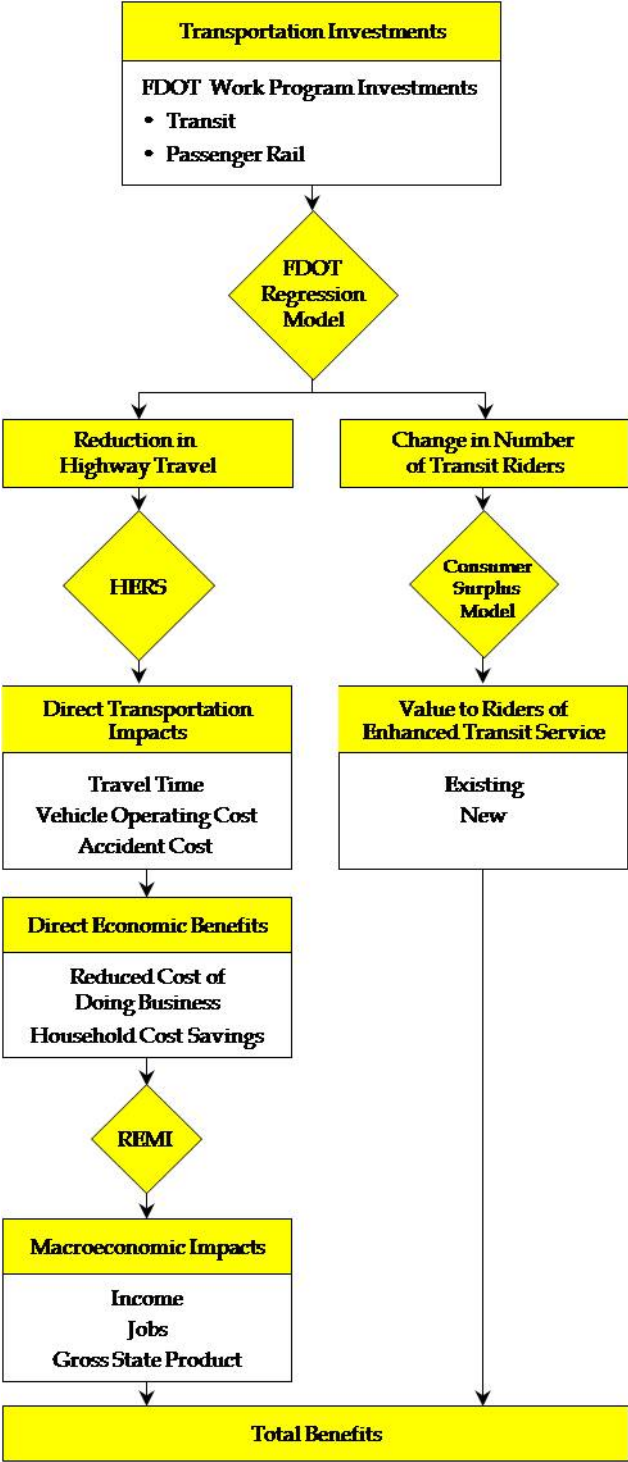 Transportation Investments
FDOT Work Program Investments
• Transit
• Passenger Rail
FDOT
Regression
Model
Reduction in
Highway Travel
Change in Number
of Transit Riders
HERS
Consumer
Surplus
Model
Direct Transportation
Impacts
Travel Time
Vehicle Operating Cost
Accident Cost
Value to Riders of
Enhanced Transit Service
Existing
New
Direct Economic Benefits
Reduced Cost of
Doing Business
Household Cost Savings
REMI
Macroeconomic Impacts
Income
Jobs
Gross State Product
Total Benefits